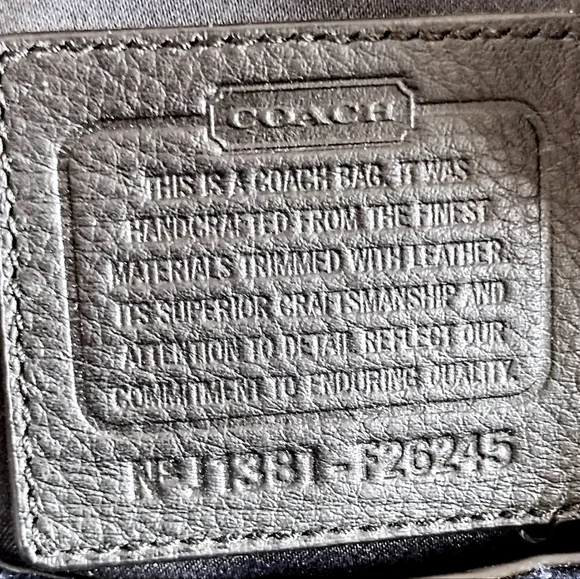 COACH
THIS IS A COACH BAG. IT WAS
HANDCRAFTED FROM THE FINEST
MATERIALS TRIMMED WITH LEATHER.
ITS SUPERIOR CRAFTSMANSHIP AND
ATTENTION TO DETAIL REFLECT OUR
COMMITMENT TO ENDURING QUALITY.
NºJ1381-F26245